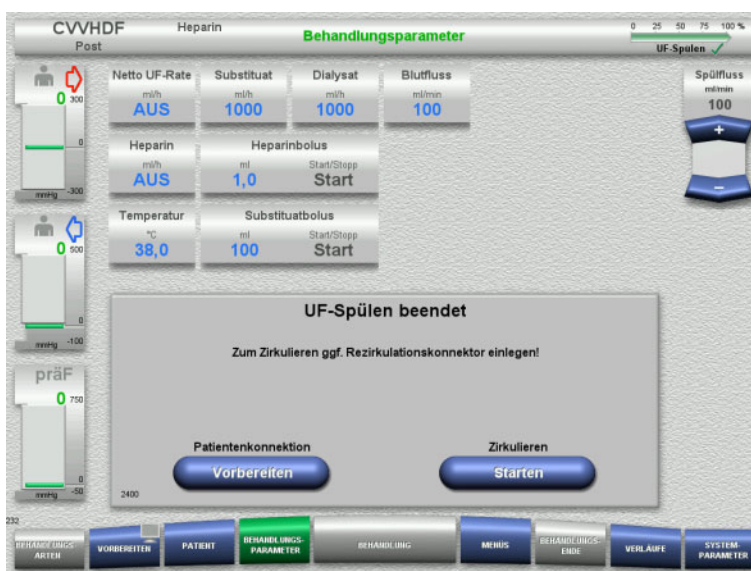 CVVHDF Heparin
Post
Behandlungsparameter
0 25 50 75 100 %
UF-Spülen
0 300
0
mmHg -300
Netto UF-Rate Substituat Dialysat Blutfluss
ml/h ml/h ml/h ml/min
AUS 1000 1000 100
Spülfluss
ml/min
100
+
–
Heparin Heparinbolus
ml/h ml Start/Stopp
AUS 1,0 Start
Temperatur Substituatbolus
°C ml Start/Stopp
38,0 100 Start
0 500
0
mmHg -100
präF
0 750
0
mmHg -50
UF-Spülen beendet
Zum Zirkulieren ggf. Rezirkulationskonnektor einlegen!
Patientenkonnektion Zirkulieren
Vorbereiten Starten
2400
232
BEHANDLUNGS-
ARTEN
VORBEREITEN
PATIENT
BEHANDLUNGS-
PARAMETER
BEHANDLUNG
MENÜS
BEHANDLUNGS-
ENDE
VERLÄUFE
SYSTEM-
PARAMETER